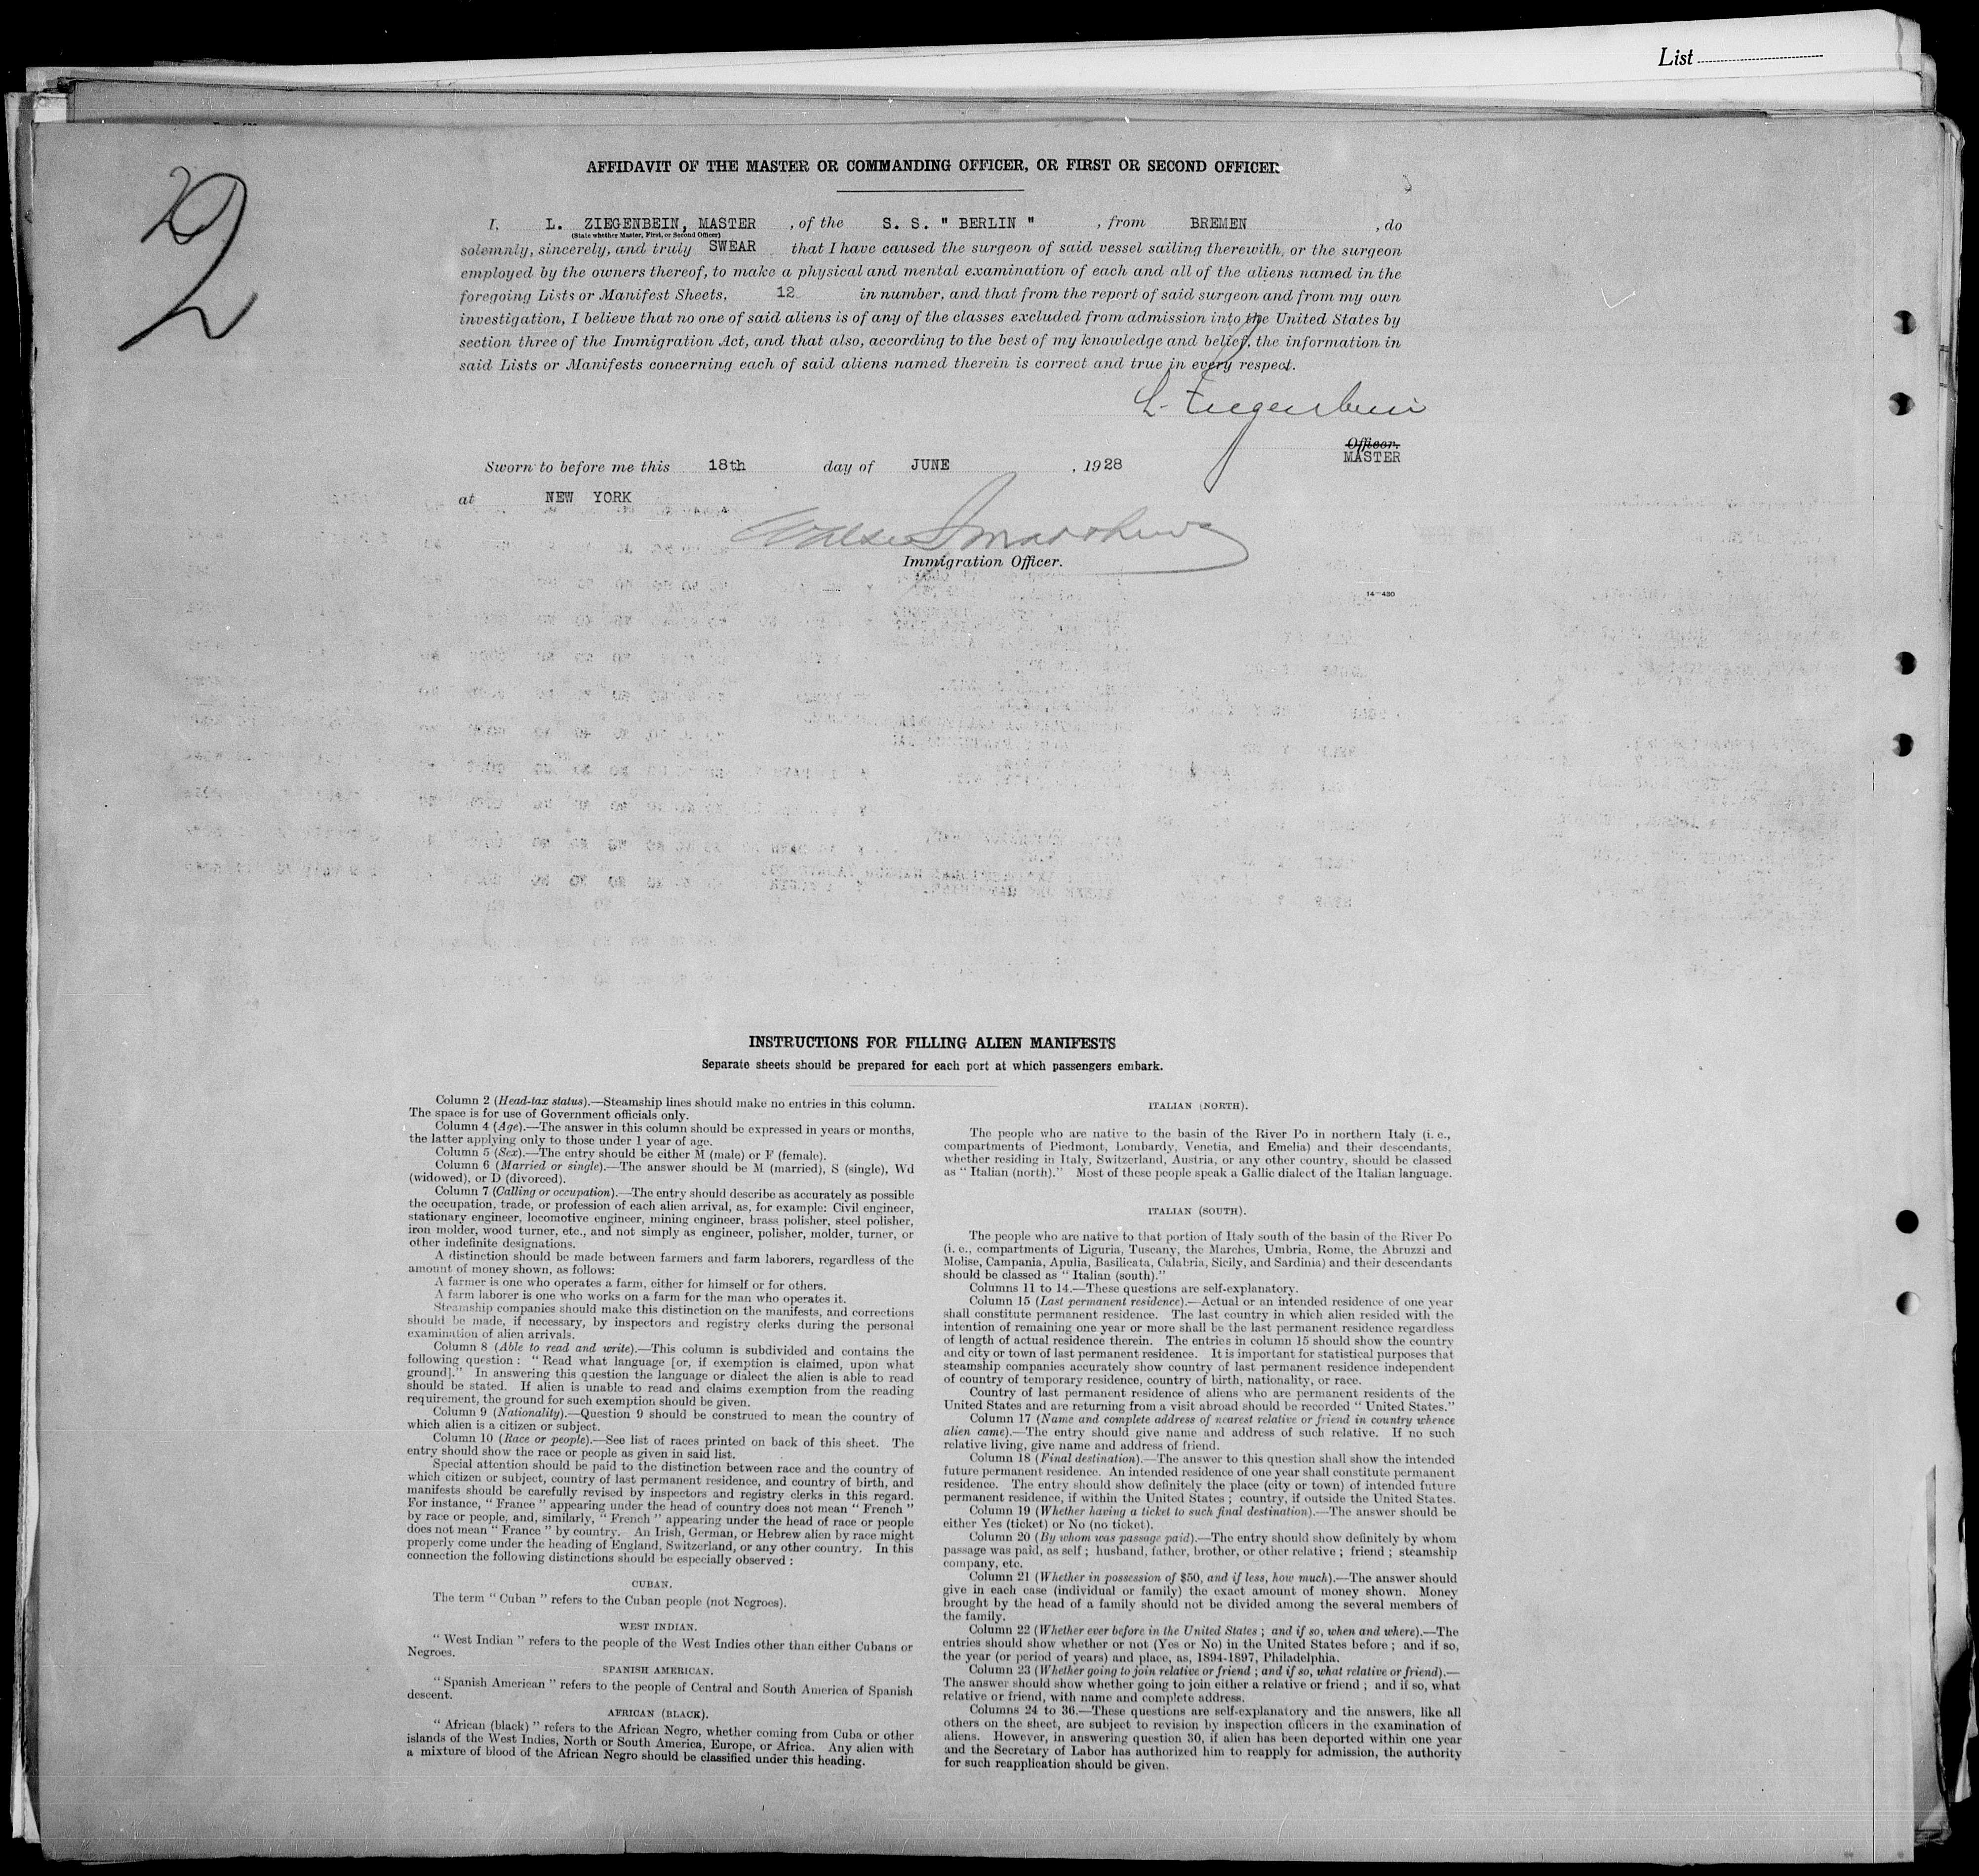 List
2
AFFIDAVIT OF THE MASTER OR COMMANDING OFFICER, OR FIRST OR SECOND OFFICER
I, L. ZIEGENBEIN, MASTER , of the S. S. " BERLIN " , from BREMEN , do
(State whether Master, First, or Second Officer)
solemnly, sincerely, and truly SWEAR that I have caused the surgeon of said vessel sailing therewith, or the surgeon
employed by the owners thereof, to make a physical and mental examination of each and all of the aliens named in the
foregoing Lists or Manifest Sheets, 12 in number, and that from the report of said surgeon and from my own
investigation, I believe that no one of said aliens is of any of the classes excluded from admission into the United States by
section three of the Immigration Act, and that also, according to the best of my knowledge and belief, the information in
said Lists or Manifests concerning each of said aliens named therein is correct and true in every respect.
L. Ziegenbein
Officer.
MASTER
Sworn to before me this 18th day of JUNE , 1928
at NEW YORK
Immigration Officer.
14—430
INSTRUCTIONS FOR FILLING ALIEN MANIFESTS
Separate sheets should be prepared for each port at which passengers embark.
Column 2 (Head-tax status).—Steamship lines should make no entries in this column.
The space is for use of Government officials only.
Column 4 (Age).—The answer in this column should be expressed in years or months,
the latter applying only to those under 1 year of age.
Column 5 (Sex).—The entry should be either M (male) or F (female).
Column 6 (Married or single).—The answer should be M (married), S (single), Wd
(widowed), or D (divorced).
Column 7 (Calling or occupation).—The entry should describe as accurately as possible
the occupation, trade, or profession of each alien arrival, as, for example: Civil engineer,
stationary engineer, locomotive engineer, mining engineer, brass polisher, steel polisher,
iron molder, wood turner, etc., and not simply as engineer, polisher, molder, turner, or
other indefinite designations.
A distinction should be made between farmers and farm laborers, regardless of the
amount of money shown, as follows:
A farmer is one who operates a farm, either for himself or for others.
A farm laborer is one who works on a farm for the man who operates it.
Steamship companies should make this distinction on the manifests, and corrections
should be made, if necessary, by inspectors and registry clerks during the personal
examination of alien arrivals.
Column 8 (Able to read and write).—This column is subdivided and contains the
following question : " Read what language [or, if exemption is claimed, upon what
ground]." In answering this question the language or dialect the alien is able to read
should be stated. If alien is unable to read and claims exemption from the reading
requirement, the ground for such exemption should be given.
Column 9 (Nationality).—Question 9 should be construed to mean the country of
which alien is a citizen or subject.
Column 10 (Race or people).—See list of races printed on back of this sheet. The
entry should show the race or people as given in said list.
Special attention should be paid to the distinction between race and the country of
which citizen or subject, country of last permanent residence, and country of birth, and
manifests should be carefully revised by inspectors and registry clerks in this regard.
For instance, " France " appearing under the head of country does not mean " French "
by race or people, and, similarly, " French " appearing under the head of race or people
does not mean " France " by country. An Irish, German, or Hebrew alien by race might
properly come under the heading of England, Switzerland, or any other country. In this
connection the following distinctions should be especially observed :
CUBAN.
The term " Cuban " refers to the Cuban people (not Negroes).
WEST INDIAN.
" West Indian " refers to the people of the West Indies other than either Cubans or
Negroes.
SPANISH AMERICAN.
" Spanish American " refers to the people of Central and South America of Spanish
descent.
AFRICAN (BLACK).
" African (black) " refers to the African Negro, whether coming from Cuba or other
islands of the West Indies, North or South America, Europe, or Africa. Any alien with
a mixture of blood of the African Negro should be classified under this heading.
ITALIAN (NORTH).
The people who are native to the basin of the River Po in northern Italy (i. e.,
compartments of Piedmont, Lombardy, Venetia, and Emelia) and their descendants,
whether residing in Italy, Switzerland, Austria, or any other country, should be classed
as " Italian (north)." Most of these people speak a Gallic dialect of the Italian language.
ITALIAN (SOUTH).
The people who are native to that portion of Italy south of the basin of the River Po
(i. e., compartments of Liguria, Tuscany, the Marches, Umbria, Rome, the Abruzzi and
Molise, Campania, Apulia, Basilicata, Calabria, Sicily, and Sardinia) and their descendants
should be classed as " Italian (south)."
Columns 11 to 14.—These questions are self-explanatory.
Column 15 (Last permanent residence).—Actual or an intended residence of one year
shall constitute permanent residence. The last country in which alien resided with the
intention of remaining one year or more shall be the last permanent residence regardless
of length of actual residence therein. The entries in column 15 should show the country
and city or town of last permanent residence. It is important for statistical purposes that
steamship companies accurately show country of last permanent residence independent
of country of temporary residence, country of birth, nationality, or race.
Country of last permanent residence of aliens who are permanent residents of the
United States and are returning from a visit abroad should be recorded " United States."
Column 17 (Name and complete address of nearest relative or friend in country whence
alien came).—The entry should give name and address of such relative. If no such
relative living, give name and address of friend.
Column 18 (Final destination).—The answer to this question shall show the intended
future permanent residence. An intended residence of one year shall constitute permanent
residence. The entry should show definitely the place (city or town) of intended future
permanent residence, if within the United States ; country, if outside the United States.
Column 19 (Whether having a ticket to such final destination).—The answer should be
either Yes (ticket) or No (no ticket).
Column 20 (By whom was passage paid).—The entry should show definitely by whom
passage was paid, as self ; husband, father, brother, or other relative ; friend ; steamship
company, etc.
Column 21 (Whether in possession of $50, and if less, how much).—The answer should
give in each case (individual or family) the exact amount of money shown. Money
brought by the head of a family should not be divided among the several members of
the family.
Column 22 (Whether ever before in the United States ; and if so, when and where).—The
entries should show whether or not (Yes or No) in the United States before ; and if so,
the year (or period of years) and place, as, 1894-1897, Philadelphia.
Column 23 (Whether going to join relative or friend ; and if so, what relative or friend).—
The answer should show whether going to join either a relative or friend ; and if so, what
relative or friend, with name and complete address.
Columns 24 to 36.—These questions are self-explanatory and the answers, like all
others on the sheet, are subject to revision by inspection officers in the examination of
aliens. However, in answering question 30, if alien has been deported within one year
and the Secretary of Labor has authorized him to reapply for admission, the authority
for such reapplication should be given.